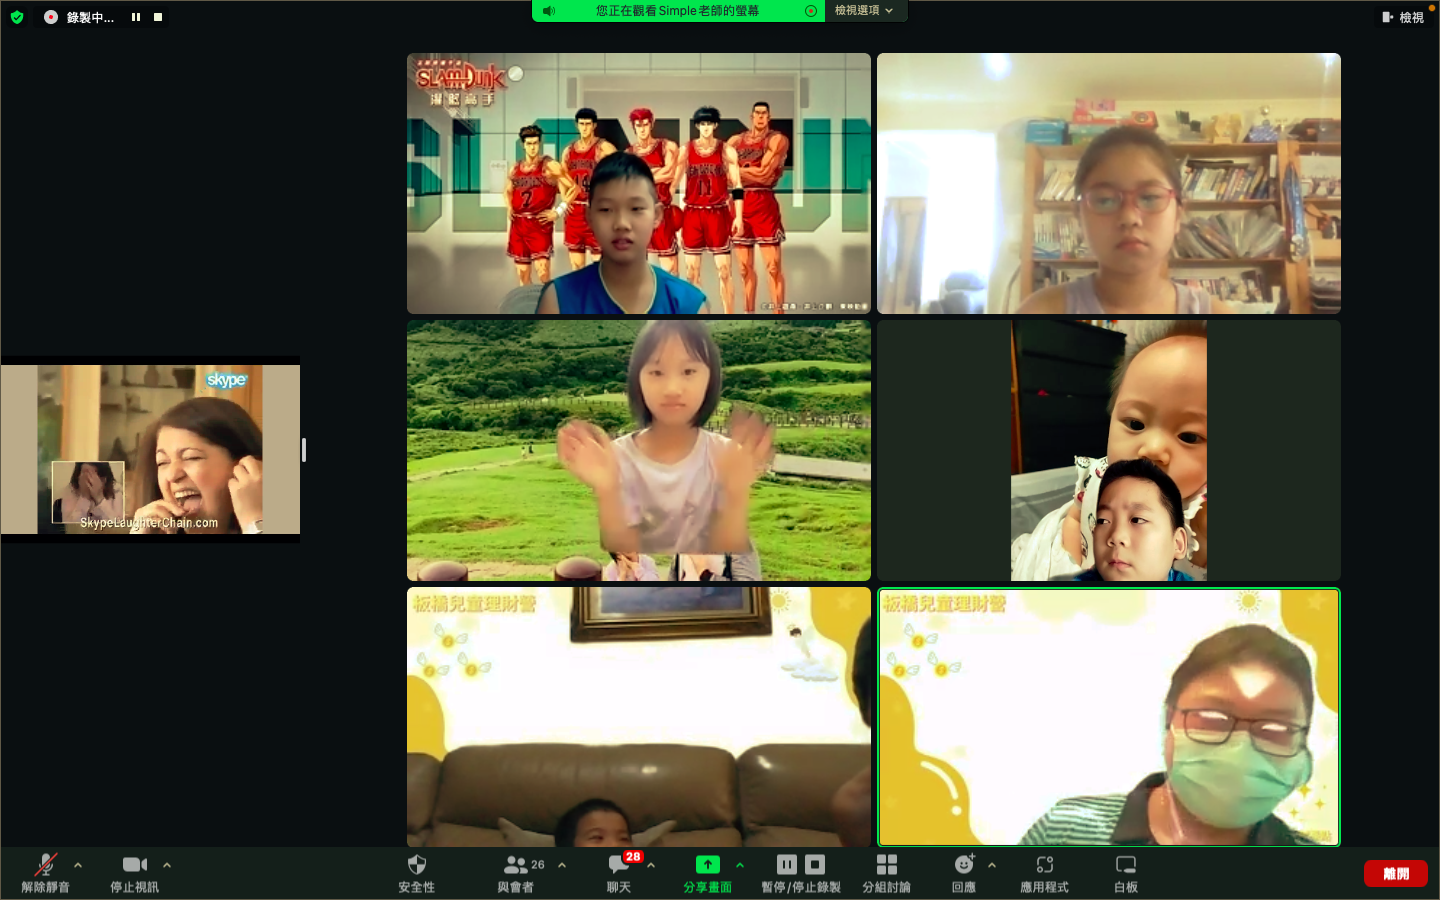 錄製中...
您正在觀看 Simple 老師的螢幕
檢視選項
檢視
SLAM DUNK
灌籃高手
7
14
11
skype
SkypeLaughterChain.com
板橋兒童理財營
板橋兒童理財營
解除靜音
停止視訊
安全性
26
與會者
28
聊天
分享畫面
暫停/停止錄製
分組討論
回應
應用程式
白板
離開